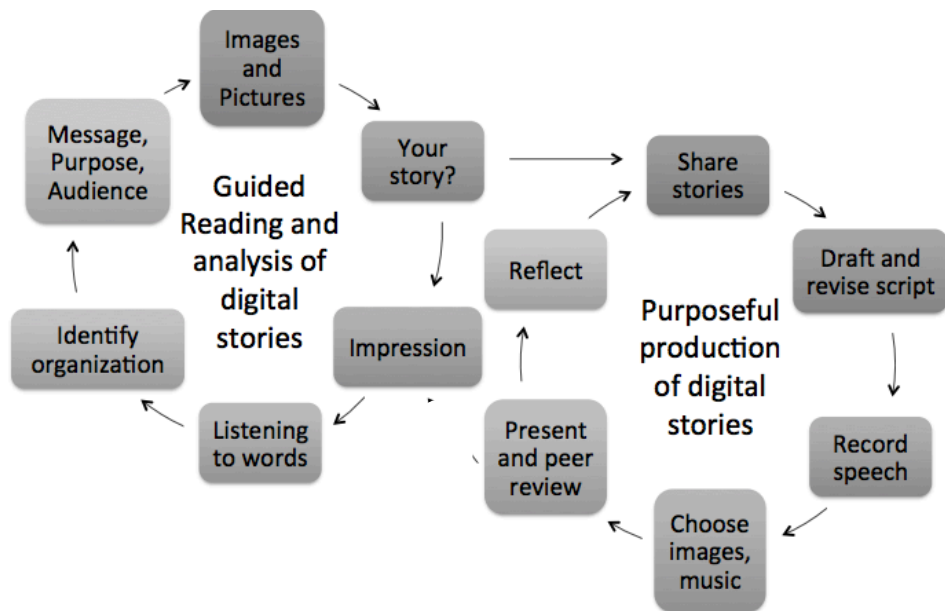 Images
and
Pictures
Message,
Purpose,
Audience
Your
story?
Guided
Reading and
analysis of
digital
stories
Identify
organization
Impression
Listening
to words
Share
stories
Reflect
Draft and
revise script
Purposeful
production
of digital
stories
Present
and peer
review
Record
speech
Choose
images,
music